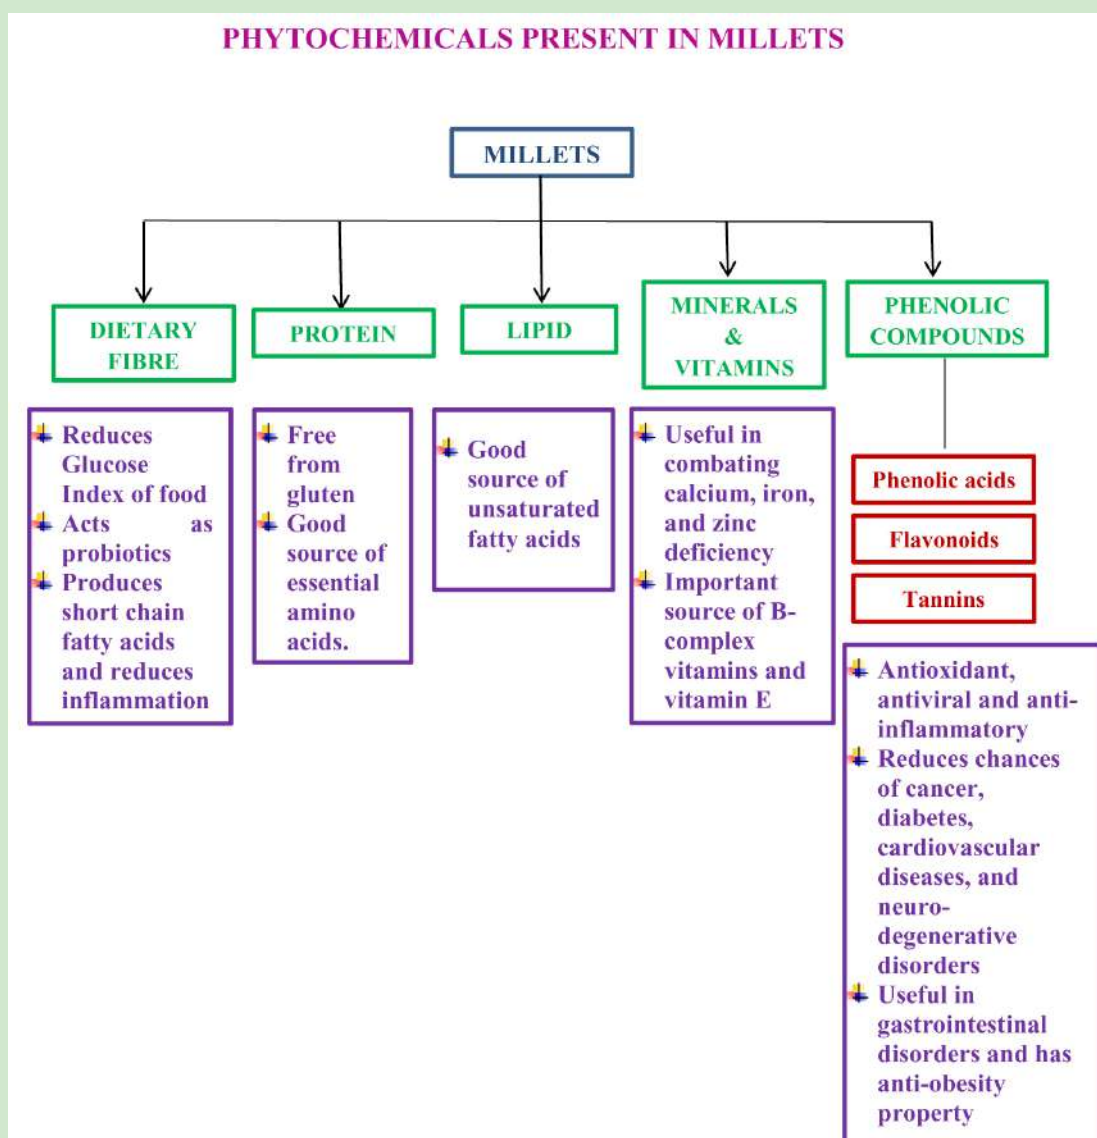 PHYTOCHEMICALS PRESENT IN MILLETS
MILLETS
DIETARY
FIBRE
PROTEIN
LIPID
MINERALS
&
VITAMINS
PHENOLIC
COMPOUNDS
Reduces
Glucose
Index of food
Acts as
probiotics
Produces
short chain
fatty acids
and reduces
inflammation
Free
from
gluten
Good
source of
essential
amino
acids.
Good
source of
unsaturated
fatty acids
Useful in
combating
calcium, iron,
and zinc
deficiency
Important
source of B-
complex
vitamins and
vitamin E
Phenolic acids
Flavonoids
Tannins
Antioxidant,
antiviral and anti-
inflammatory
Reduces chances
of cancer,
diabetes,
cardiovascular
diseases, and
neuro-
degenerative
disorders
Useful in
gastrointestinal
disorders and has
anti-obesity
property